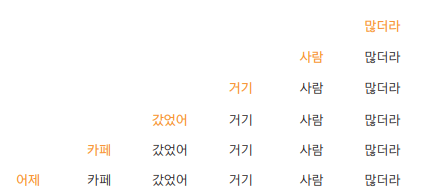 많더라
사람 많더라
거기 사람 많더라
갔었어 거기 사람 많더라
카페 갔었어 거기 사람 많더라
어제 카페 갔었어 거기 사람 많더라